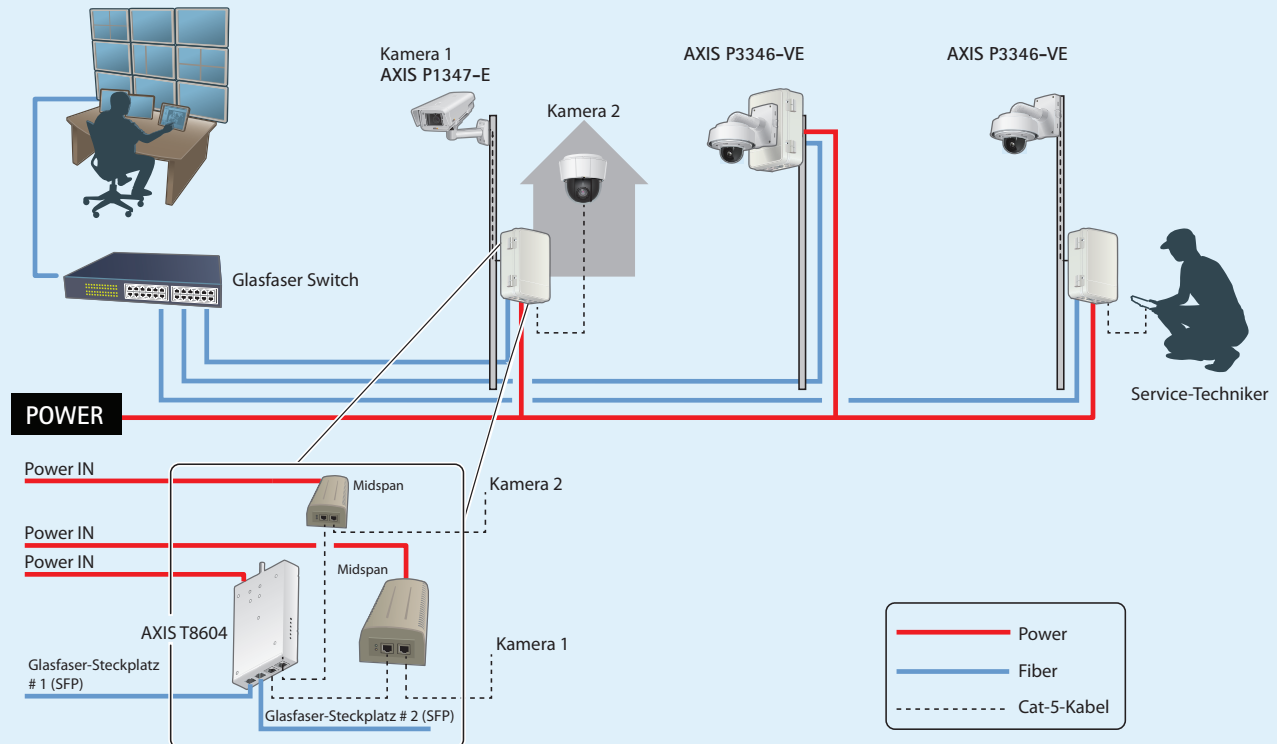 Kamera 1
AXIS P1347-E
Kamera 2
AXIS P3346-VE
AXIS P3346-VE
Glasfaser Switch
Service-Techniker
POWER
Power IN
Midspan
Kamera 2
Power IN
Power IN
Midspan
AXIS T8604
Kamera 1
Glasfaser-Steckplatz
# 1 (SFP)
Glasfaser-Steckplatz # 2 (SFP)
Power
Fiber
Cat-5-Kabel